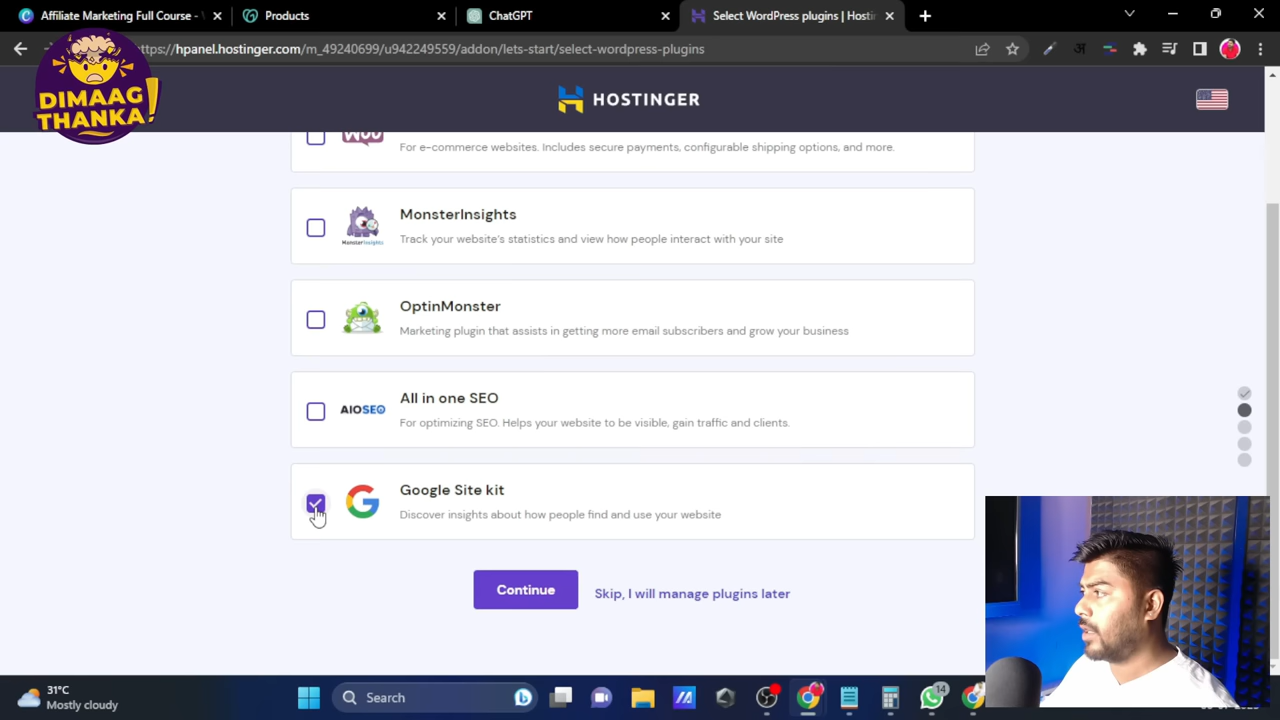 Affiliate Marketing Full Course -
Products
ChatGPT
Select WordPress plugins | Hostin
https://hpanel.hostinger.com/m_49240699/u942249559/addon/lets-start/select-wordpress-plugins
DIMAAG
THANKA!
HOSTINGER
WOO
For e-commerce websites. Includes secure payments, configurable shipping options, and more.
MonsterInsights
MonsterInsights
Track your website's statistics and view how people interact with your site
OptinMonster
Marketing plugin that assists in getting more email subscribers and grow your business
AIOSEO
All in one SEO
For optimizing SEO. Helps your website to be visible, gain traffic and clients.
Google Site kit
Discover insights about how people find and use your website
Continue
Skip, I will manage plugins later
31°C
Mostly cloudy
Search
14